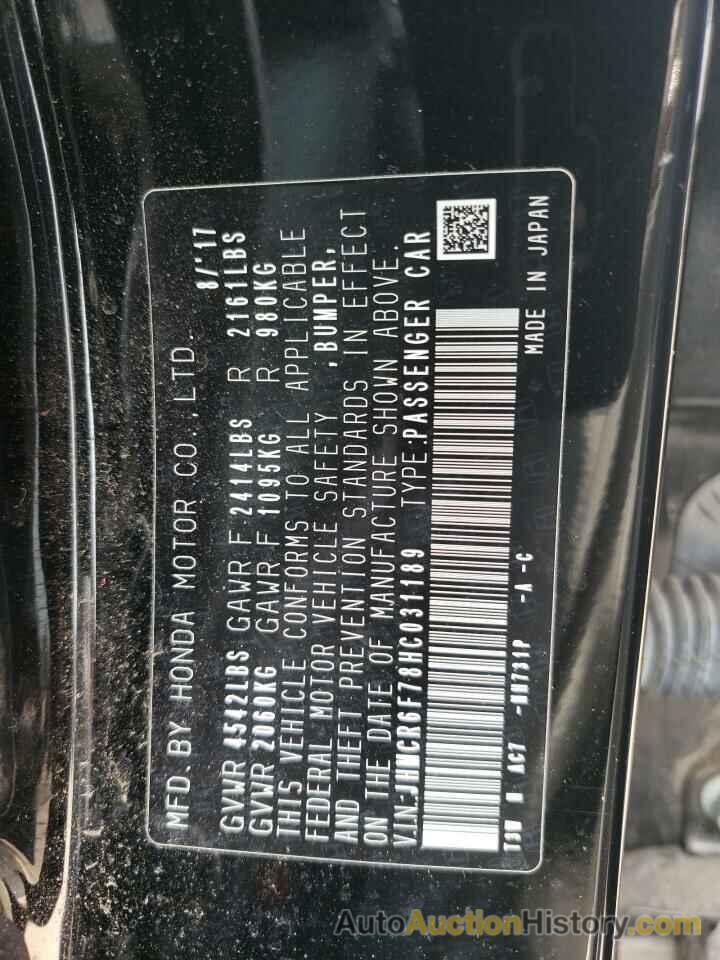 MFD. BY HONDA MOTOR CO., LTD. 8/'17
GVWR 4542LBS GAWR F 2414LBS R 2161LBS
GVWR 2060KG GAWR F 1095KG R 980KG
THIS VEHICLE CONFORMS TO ALL APPLICABLE
FEDERAL MOTOR VEHICLE SAFETY ,BUMPER,
AND THEFT PREVENTION STANDARDS IN EFFECT
ON THE DATE OF MANUFACTURE SHOWN ABOVE.
VIN:JHMCR6F78HC031189 TYPE:PASSENGER CAR
-A -C MADE IN JAPAN
AutoAuctionHistory.com